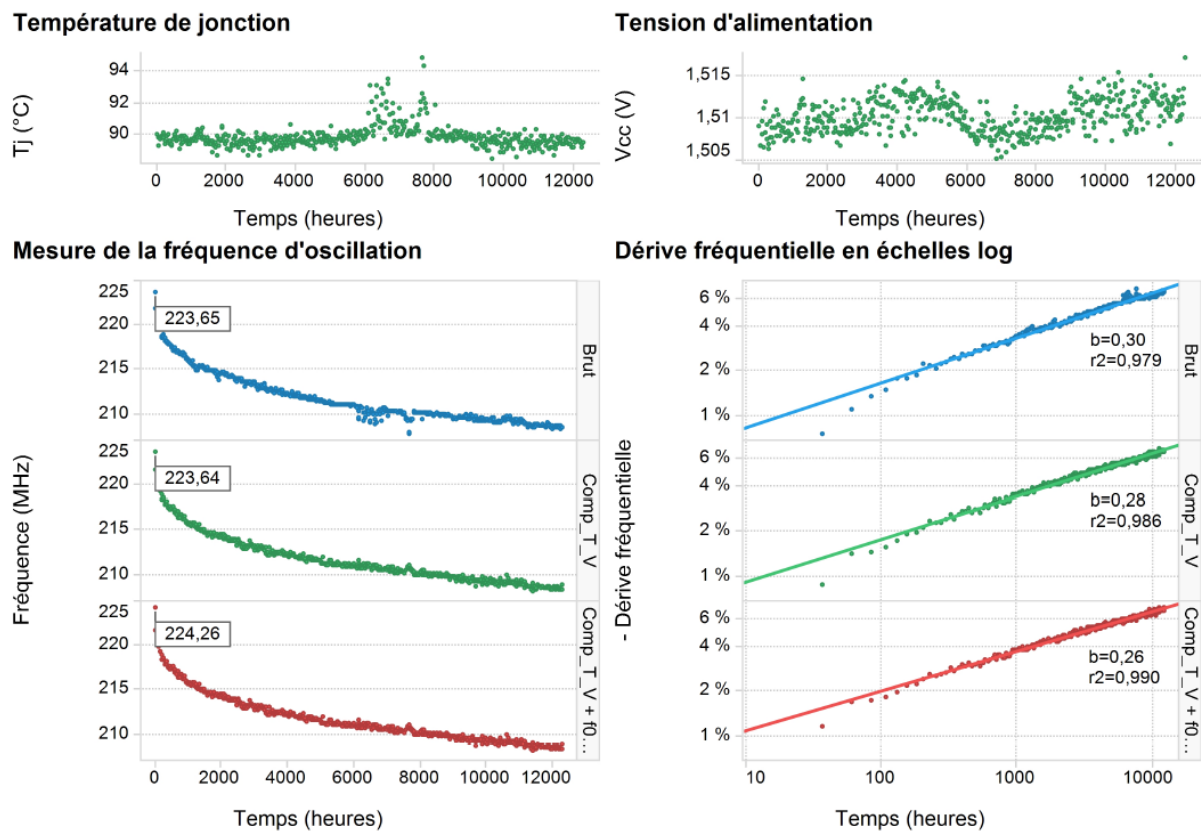 Température de jonction
Tj (°C)
94
92
90
0 2000 4000 6000 8000 10000 12000
Temps (heures)
Tension d'alimentation
Vcc (V)
1,515
1,51
1,505
0 2000 4000 6000 8000 10000 12000
Temps (heures)
Mesure de la fréquence d'oscillation
Fréquence (MHz)
225
220
215
210
223,65
Brut
225
220
215
210
223,64
Comp_T_V
225
220
215
210
224,26
Comp_T_V + f0...
0 2000 4000 6000 8000 10000 12000
Temps (heures)
Dérive fréquentielle en échelles log
- Dérive fréquentielle
6 %
4 %
2 %
1 %
b=0,30
r2=0,979
Brut
6 %
4 %
2 %
1 %
b=0,28
r2=0,986
Comp_T_V
6 %
4 %
2 %
1 %
b=0,26
r2=0,990
Comp_T_V + f0...
10 100 1000 10000
Temps (heures)